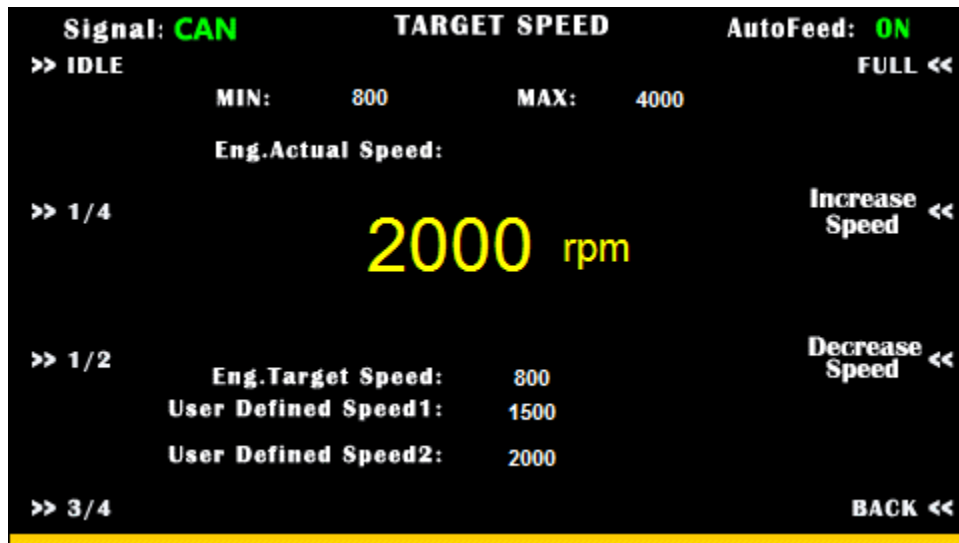 Signal: CAN TARGET SPEED AutoFeed: ON
>> IDLE FULL <<
MIN: 800 MAX: 4000
Eng.Actual Speed:
>> 1/4 Increase Speed <<
2000 rpm
>> 1/2 Decrease Speed <<
Eng.Target Speed: 800
User Defined Speed1: 1500
User Defined Speed2: 2000
>> 3/4 BACK <<